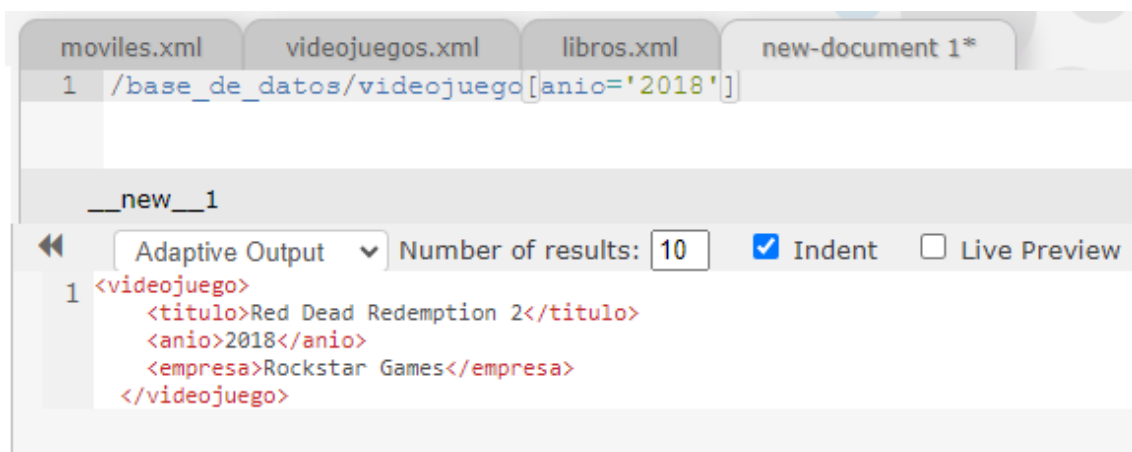 moviles.xml videojuegos.xml libros.xml new-document 1*
1 /base_de_datos/videojuego[anio='2018']
__new__1
Adaptive Output Number of results: 10 Indent Live Preview
1 <videojuego>
<titulo>Red Dead Redemption 2</titulo>
<anio>2018</anio>
<empresa>Rockstar Games</empresa>
</videojuego>